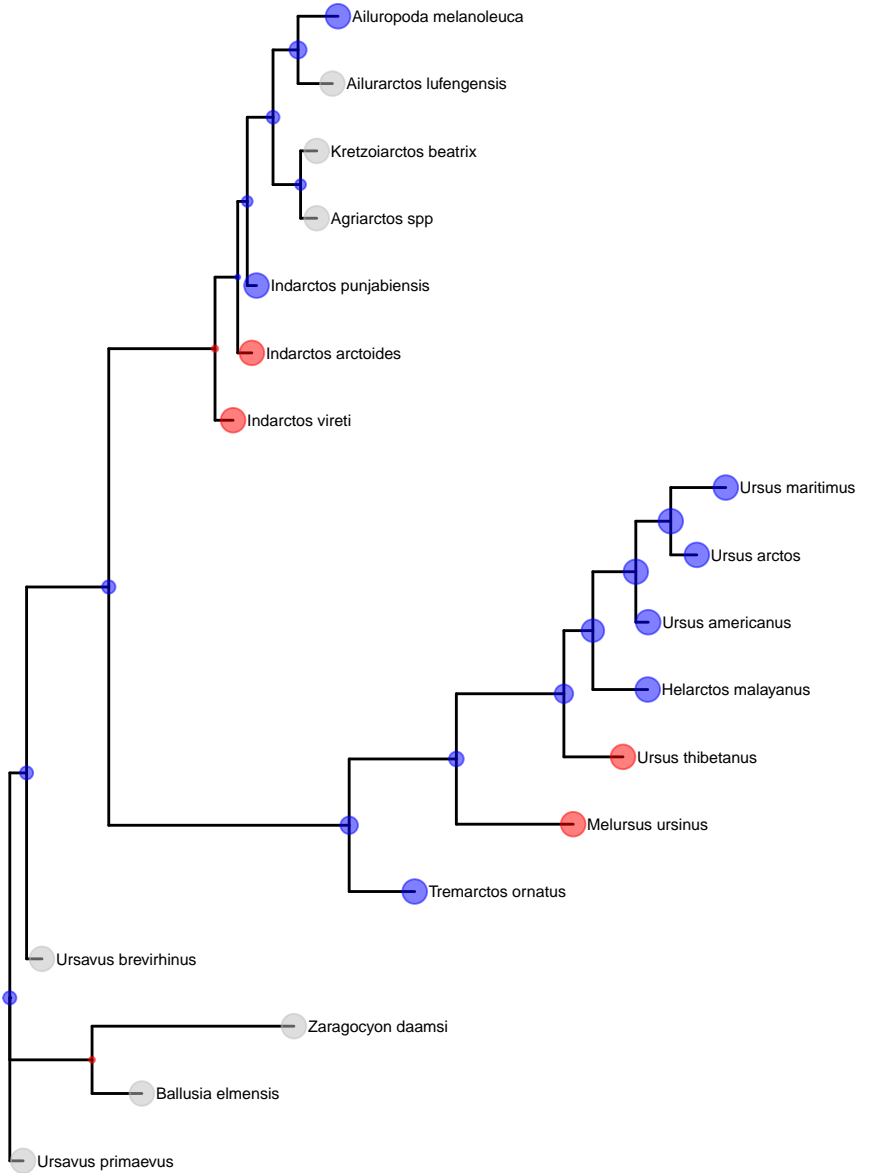 Ailuropoda melanoleuca
Ailurarctos lufengensis
Kretzoiarctos beatrix
Agriarctos spp
Indarctos punjabiensis
Indarctos arctoides
Indarctos vireti
Ursus maritimus
Ursus arctos
Ursus americanus
Helarctos malayanus
Ursus thibetanus
Melursus ursinus
Tremarctos ornatus
Ursavus brevirhinus
Zaragocyon daamsi
Ballusia elmensis
Ursavus primaevus